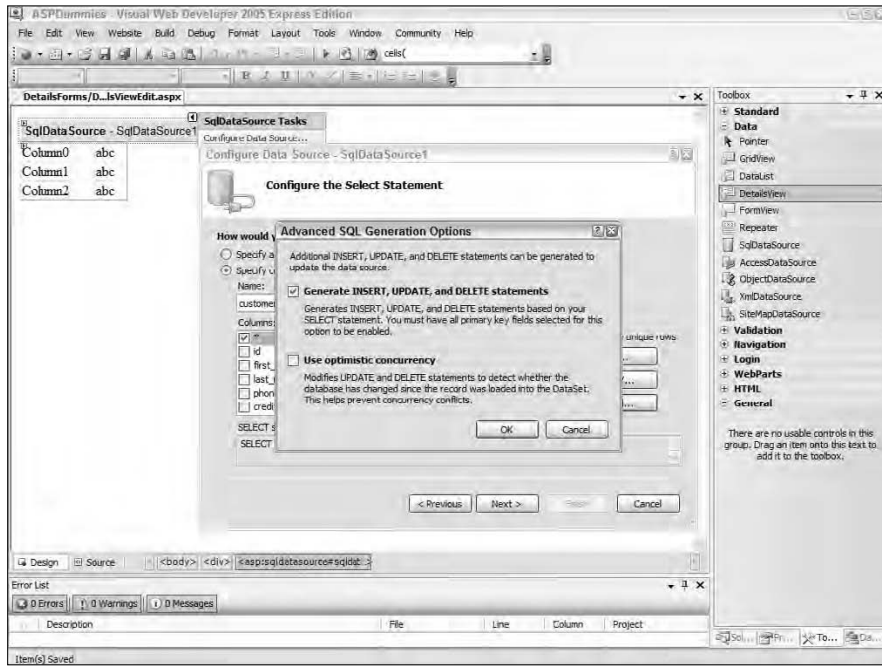 ASPDummies - Visual Web Developer 2005 Express Edition
File Edit View Website Build Debug Format Layout Tools Window Community Help
cells(
B I U
DetailsForms/D...lsViewEdit.aspx
SqlDataSource - SqlDataSource1
Column0 abc
Column1 abc
Column2 abc
SqlDataSource Tasks
Configure Data Source...
Configure Data Source - SqlDataSource1
Configure the Select Statement
How would y
Specify a
Specify c
Name:
custome
Columns:
*
id
first_
last_
phon
credi
unique rows
SELECT s
SELECT
Advanced SQL Generation Options
Additional INSERT, UPDATE, and DELETE statements can be generated to
update the data source.
Generate INSERT, UPDATE, and DELETE statements
Generates INSERT, UPDATE, and DELETE statements based on your
SELECT statement. You must have all primary key fields selected for this
option to be enabled.
Use optimistic concurrency
Modifies UPDATE and DELETE statements to detect whether the
database has changed since the record was loaded into the DataSet.
This helps prevent concurrency conflicts.
OK Cancel
< Previous Next > Finish Cancel
Toolbox
Standard
Data
Pointer
GridView
DataList
DetailsView
FormView
Repeater
SqlDataSource
AccessDataSource
ObjectDataSource
XmlDataSource
SiteMapDataSource
Validation
Navigation
Login
WebParts
HTML
General
There are no usable controls in this
group. Drag an item onto this text to
add it to the toolbox.
Design Source <body> <div> <asp:sqldatasource#sqldat...>
Error List
0 Errors 0 Warnings 0 Messages
Description File Line Column Project
Sol... Pr... To... Da...
Item(s) Saved